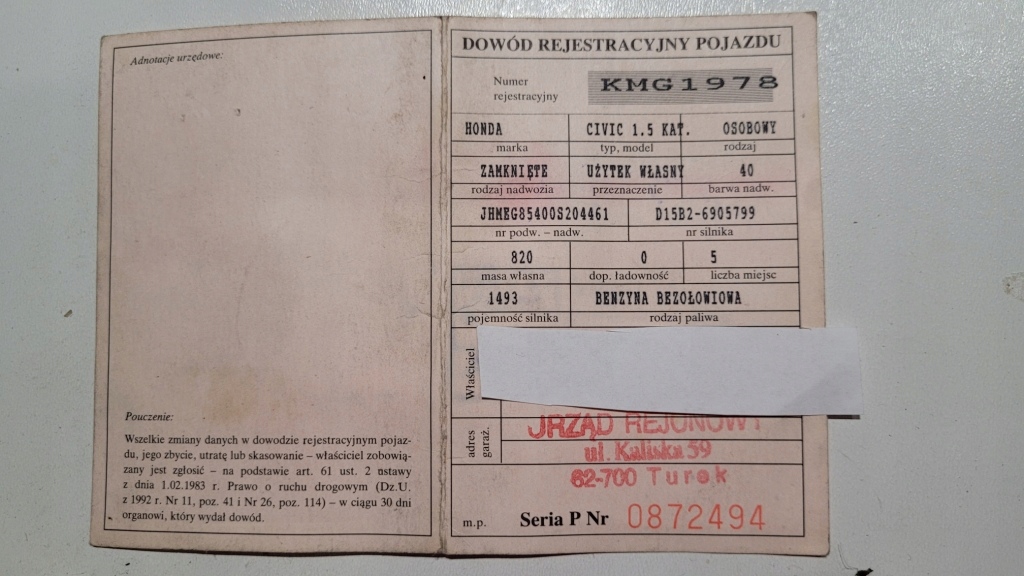 Adnotacje urzędowe:
Pouczenie:
Wszelkie zmiany danych w dowodzie rejestracyjnym pojaz-
du, jego zbycie, utratę lub skasowanie – właściciel zobowią-
zany jest zgłosić – na podstawie art. 61 ust. 2 ustawy
z dnia 1.02.1983 r. Prawo o ruchu drogowym (Dz.U.
z 1992 r. Nr 11, poz. 41 i Nr 26, poz. 114) – w ciągu 30 dni
organowi, który wydał dowód.
DOWÓD REJESTRACYJNY POJAZDU
Numer
rejestracyjny
KMG1978
HONDA CIVIC 1.5 KAT. OSOBOWY
marka typ, model rodzaj
ZAMKNIĘTE UŻYTEK WŁASNY 40
rodzaj nadwozia przeznaczenie barwa nadw.
JHMEG85400S204461 D15B2-6905799
nr podw. – nadw. nr silnika
820 0 5
masa własna dop. ładowność liczba miejsc
1493 BENZYNA BEZOŁOWIOWA
pojemność silnika rodzaj paliwa
Właściciel
adres
garaż.
URZĄD REJONOWY
ul. Kaliska 59
62-700 Turek
m.p. Seria P Nr 0872494